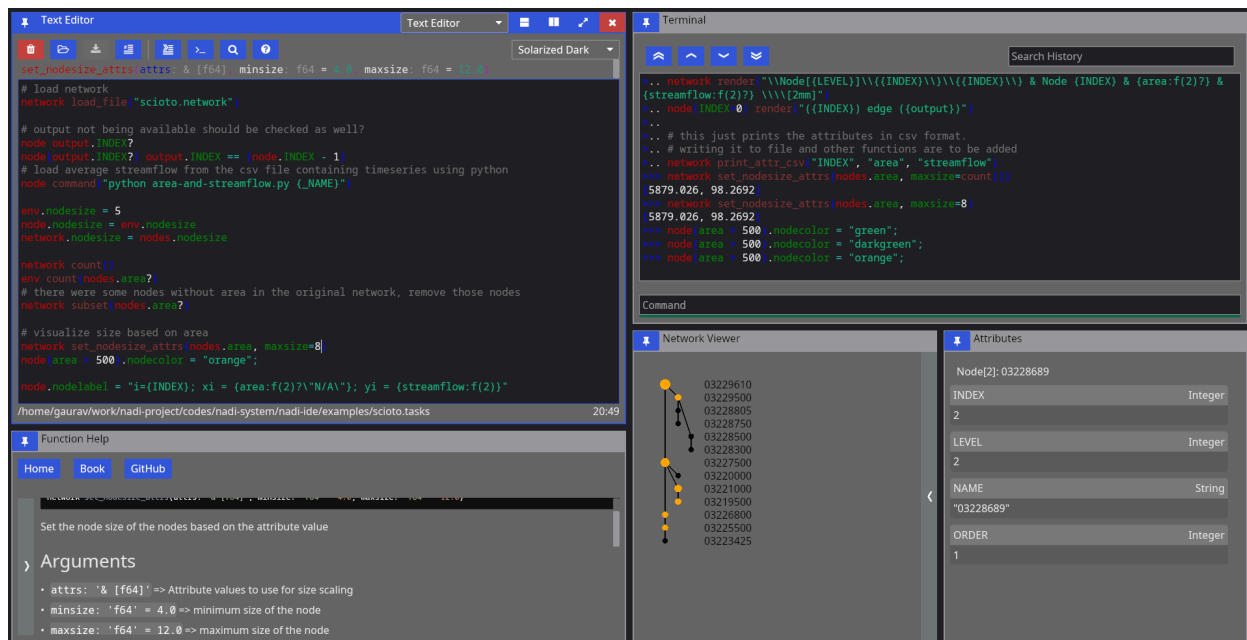 Text Editor
Text Editor
Solarized Dark
set_nodesize_attrs(attrs: & [f64], minsize: f64 = 4.0, maxsize: f64 = 12.0)
# load network
network load_file("scioto.network")
# output not being available should be checked as well?
node output.INDEX?
node(output.INDEX?) output.INDEX == (node.INDEX - 1)
# load average streamflow from the csv file containing timeseries using python
node command("python area-and-streamflow.py {_NAME}")
env.nodesize = 5
node.nodesize = env.nodesize
network.nodesize = nodes.nodesize
network count()
env count(nodes.area?)
# there were some nodes without area in the original network, remove those nodes
network subset(nodes.area?)
# visualize size based on area
network set_nodesize_attrs(nodes.area, maxsize=8)
node(area > 500).nodecolor = "orange";
node.nodelabel = "i={INDEX}; xi = {area:f(2)?\"N/A\"}; yi = {streamflow:f(2)}"
/home/gaurav/work/nadi-project/codes/nadi-system/nadi-ide/examples/scioto.tasks
20:49
Function Help
Home
Book
GitHub
network set_nodesize_attrs(attrs: '& [f64]', minsize: 'f64' = 4.0, maxsize: 'f64' = 12.0)
Set the node size of the nodes based on the attribute value
Arguments
• attrs: '& [f64]' => Attribute values to use for size scaling
• minsize: 'f64' = 4.0 => minimum size of the node
• maxsize: 'f64' = 12.0 => maximum size of the node
Terminal
Search History
.. network render "\\Node[{LEVEL}]\\{{INDEX}\\}\\{{INDEX}\\} & Node {INDEX} & {area:f(2)?} &
{streamflow:f(2)?} \\\\[2mm]"
.. node(INDEX>0) render("({INDEX}) edge ({output})")
..
.. # this just prints the attributes in csv format.
.. # writing it to file and other functions are to be added
.. network print_attr_csv("INDEX", "area", "streamflow")
>>> network set_nodesize_attrs(nodes.area, maxsize=count())
[5879.026, 98.2692]
>>> network set_nodesize_attrs(nodes.area, maxsize=8)
[5879.026, 98.2692]
>>> node(area > 500).nodecolor = "green";
>>> node(area > 500).nodecolor = "darkgreen";
>>> node(area > 500).nodecolor = "orange";
Command
Network Viewer
03229610
03229500
03228805
03228750
03228500
03228300
03227500
03220000
03221000
03219500
03226800
03225500
03223425
Attributes
Node[2]: 03228689
INDEX
Integer
2
LEVEL
Integer
2
NAME
String
"03228689"
ORDER
Integer
1